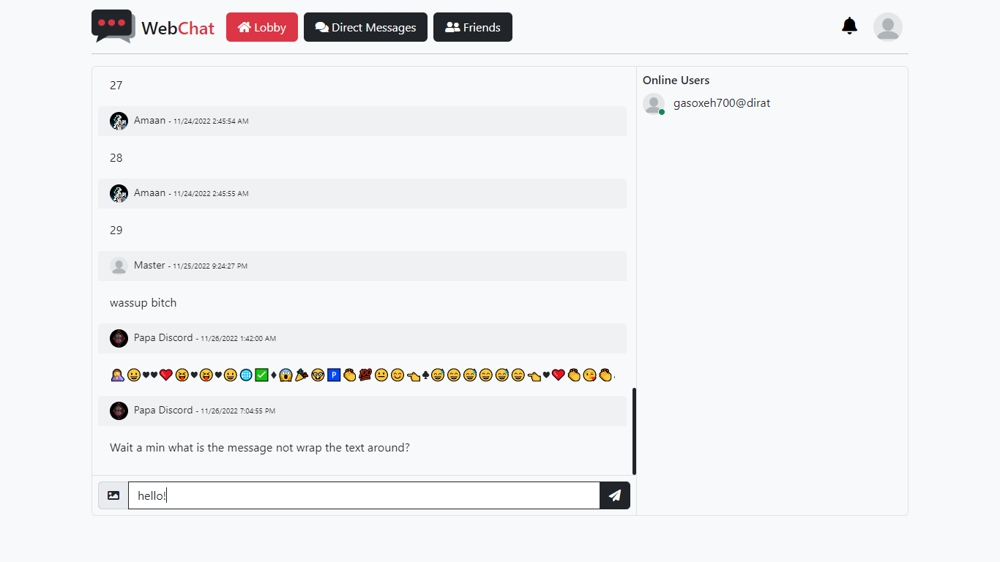 WebChat
Lobby
Direct Messages
Friends
27
Amaan - 11/24/2022 2:45:54 AM
28
Amaan - 11/24/2022 2:45:55 AM
29
Master - 11/25/2022 9:24:27 PM
wassup bitch
Papa Discord - 11/26/2022 1:42:00 AM
🤦‍♀️😀♥♥❤️😝♥😝♥😀🌐✅♦😱🎉🤓🅿👏💯😐😊👈♣😅😄😅😄😅😄👈♥❤️👏😘👏
Papa Discord - 11/26/2022 7:04:55 PM
Wait a min what is the message not wrap the text around?
hello!
Online Users
gasoxeh700@dirat